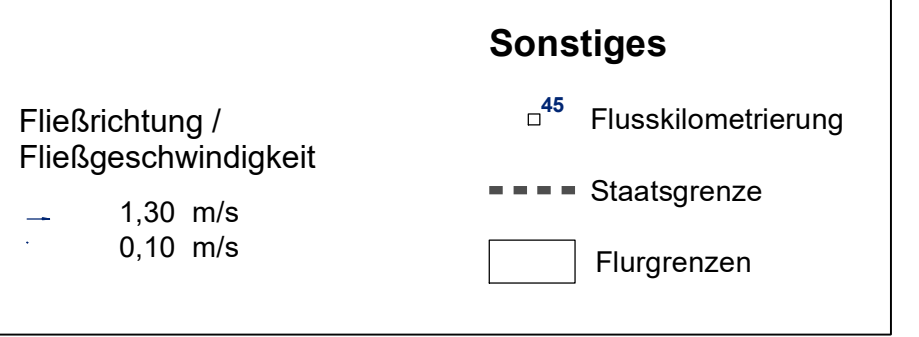 Fließrichtung /
Fließgeschwindigkeit
1,30 m/s
0,10 m/s
Sonstiges
45 Flusskilometrierung
Staatsgrenze
Flurgrenzen